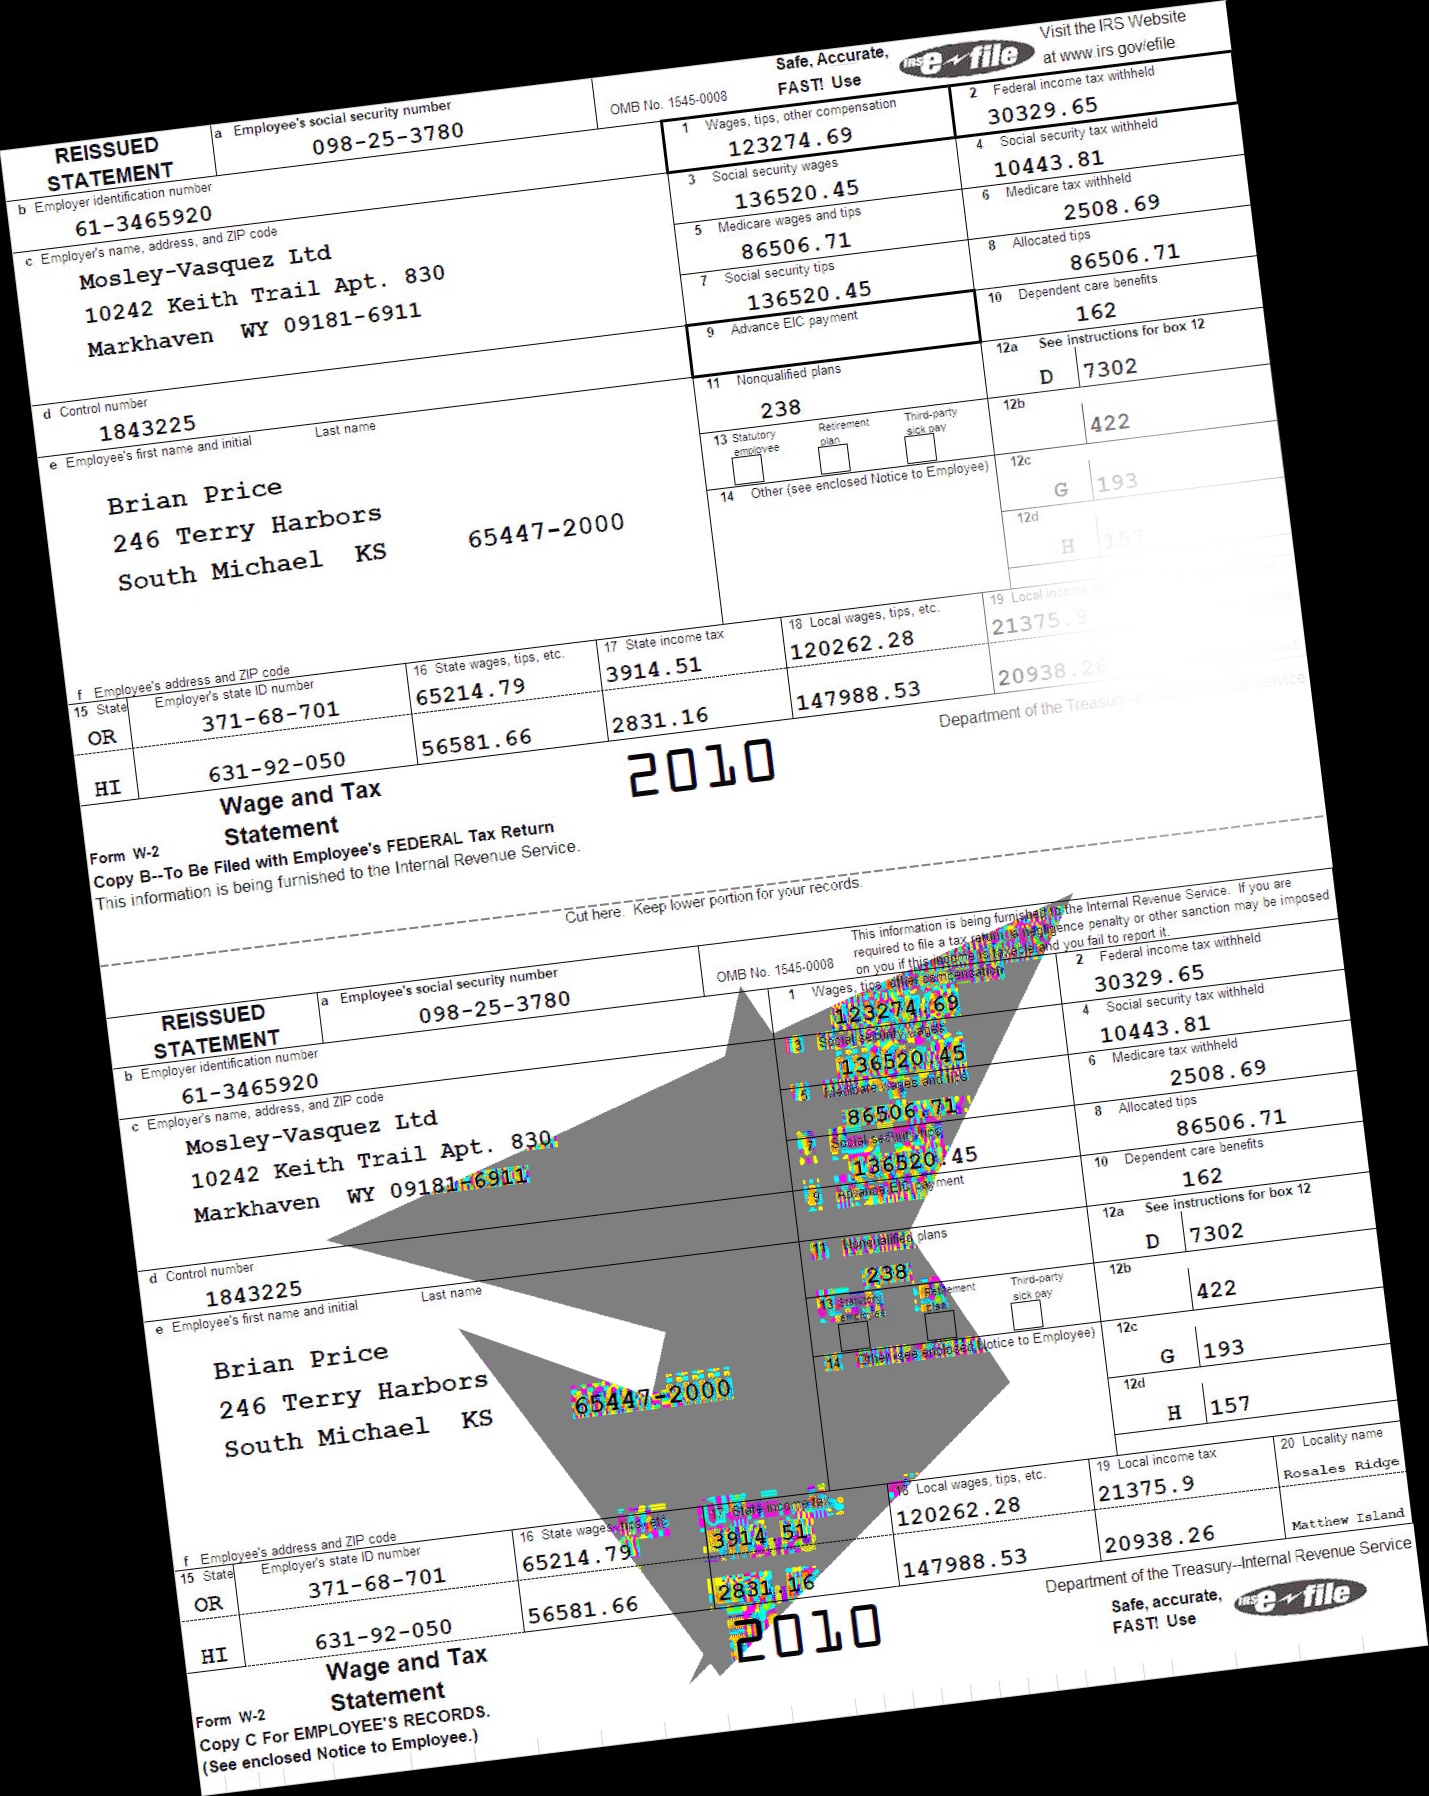 Safe, Accurate,
FAST! Use
IRS e-file
Visit the IRS Website
at www.irs.gov/efile
REISSUED
STATEMENT
a Employee's social security number
098-25-3780
OMB No. 1545-0008
1 Wages, tips, other compensation
123274.69
2 Federal income tax withheld
30329.65
b Employer identification number
61-3465920
3 Social security wages
136520.45
4 Social security tax withheld
10443.81
c Employer's name, address, and ZIP code
Mosley-Vasquez Ltd
10242 Keith Trail Apt. 830
Markhaven WY 09181-6911
5 Medicare wages and tips
86506.71
6 Medicare tax withheld
2508.69
7 Social security tips
136520.45
8 Allocated tips
86506.71
9 Advance EIC payment
10 Dependent care benefits
162
d Control number
1843225
11 Nonqualified plans
238
12a See instructions for box 12
D 7302
e Employee's first name and initial Last name
Brian Price
246 Terry Harbors
South Michael KS 65447-2000
13 Statutory employee
Retirement plan
Third-party sick pay
12b
422
14 Other (see enclosed Notice to Employee)
12c
G 193
12d
H 157
f Employee's address and ZIP code
15 State Employer's state ID number
16 State wages, tips, etc.
17 State income tax
18 Local wages, tips, etc.
19 Local income tax
OR 371-68-701 65214.79 3914.51 120262.28 21375.9
HI 631-92-050 56581.66 2831.16 147988.53 20938.26
Form W-2
Wage and Tax
Statement
2010
Department of the Treasury--Internal Revenue Service
Copy B--To Be Filed with Employee's FEDERAL Tax Return
This information is being furnished to the Internal Revenue Service.
Cut here. Keep lower portion for your records.
This information is being furnished to the Internal Revenue Service. If you are
required to file a tax return, a negligence penalty or other sanction may be imposed
on you if this income is taxable and you fail to report it.
REISSUED
STATEMENT
a Employee's social security number
098-25-3780
OMB No. 1545-0008
1 Wages, tips, other compensation
123274.69
2 Federal income tax withheld
30329.65
b Employer identification number
61-3465920
3 Social security wages
136520.45
4 Social security tax withheld
10443.81
c Employer's name, address, and ZIP code
Mosley-Vasquez Ltd
10242 Keith Trail Apt. 830
Markhaven WY 09181-6911
5 Medicare wages and tips
86506.71
6 Medicare tax withheld
2508.69
7 Social security tips
136520.45
8 Allocated tips
86506.71
9 Advance EIC payment
10 Dependent care benefits
162
d Control number
1843225
11 Nonqualified plans
238
12a See instructions for box 12
D 7302
e Employee's first name and initial Last name
Brian Price
246 Terry Harbors
South Michael KS 65447-2000
13 Statutory employee
Retirement plan
Third-party sick pay
12b
422
14 Other (see enclosed Notice to Employee)
12c
G 193
12d
H 157
f Employee's address and ZIP code
15 State Employer's state ID number
16 State wages, tips, etc.
17 State income tax
18 Local wages, tips, etc.
19 Local income tax
20 Locality name
OR 371-68-701 65214.79 3914.51 120262.28 21375.9 Rosales Ridge
HI 631-92-050 56581.66 2831.16 147988.53 20938.26 Matthew Island
Form W-2
Wage and Tax
Statement
2010
Department of the Treasury--Internal Revenue Service
Safe, accurate,
FAST! Use
IRS e-file
Copy C For EMPLOYEE'S RECORDS.
(See enclosed Notice to Employee.)